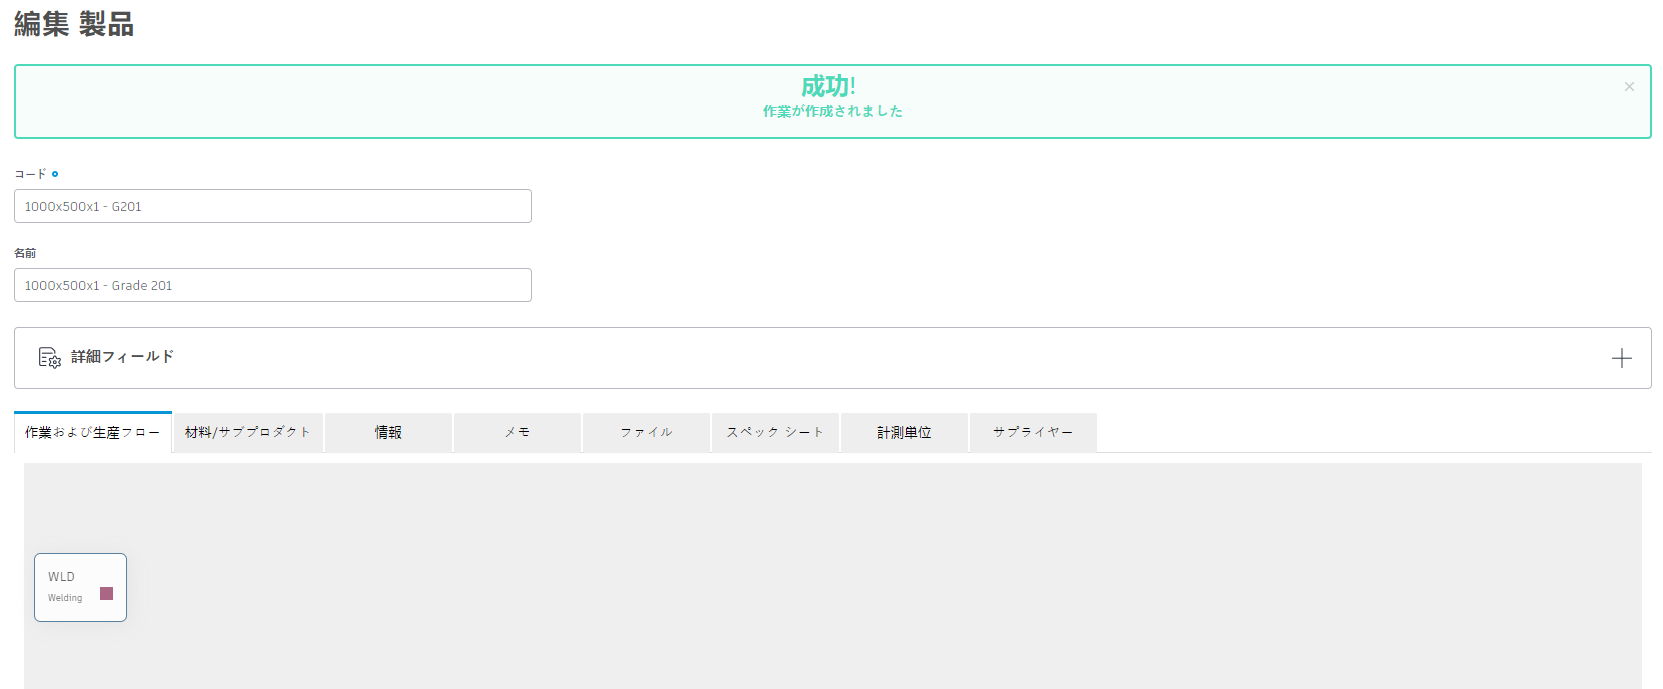 編集 製品
成功!
作業が作成されました
コード
1000x500x1 - G201
名前
1000x500x1 - Grade 201
詳細フィールド
作業および生産フロー 材料/サブプロダクト 情報 メモ ファイル スペック シート 計測単位 サプライヤー
WLD
Welding